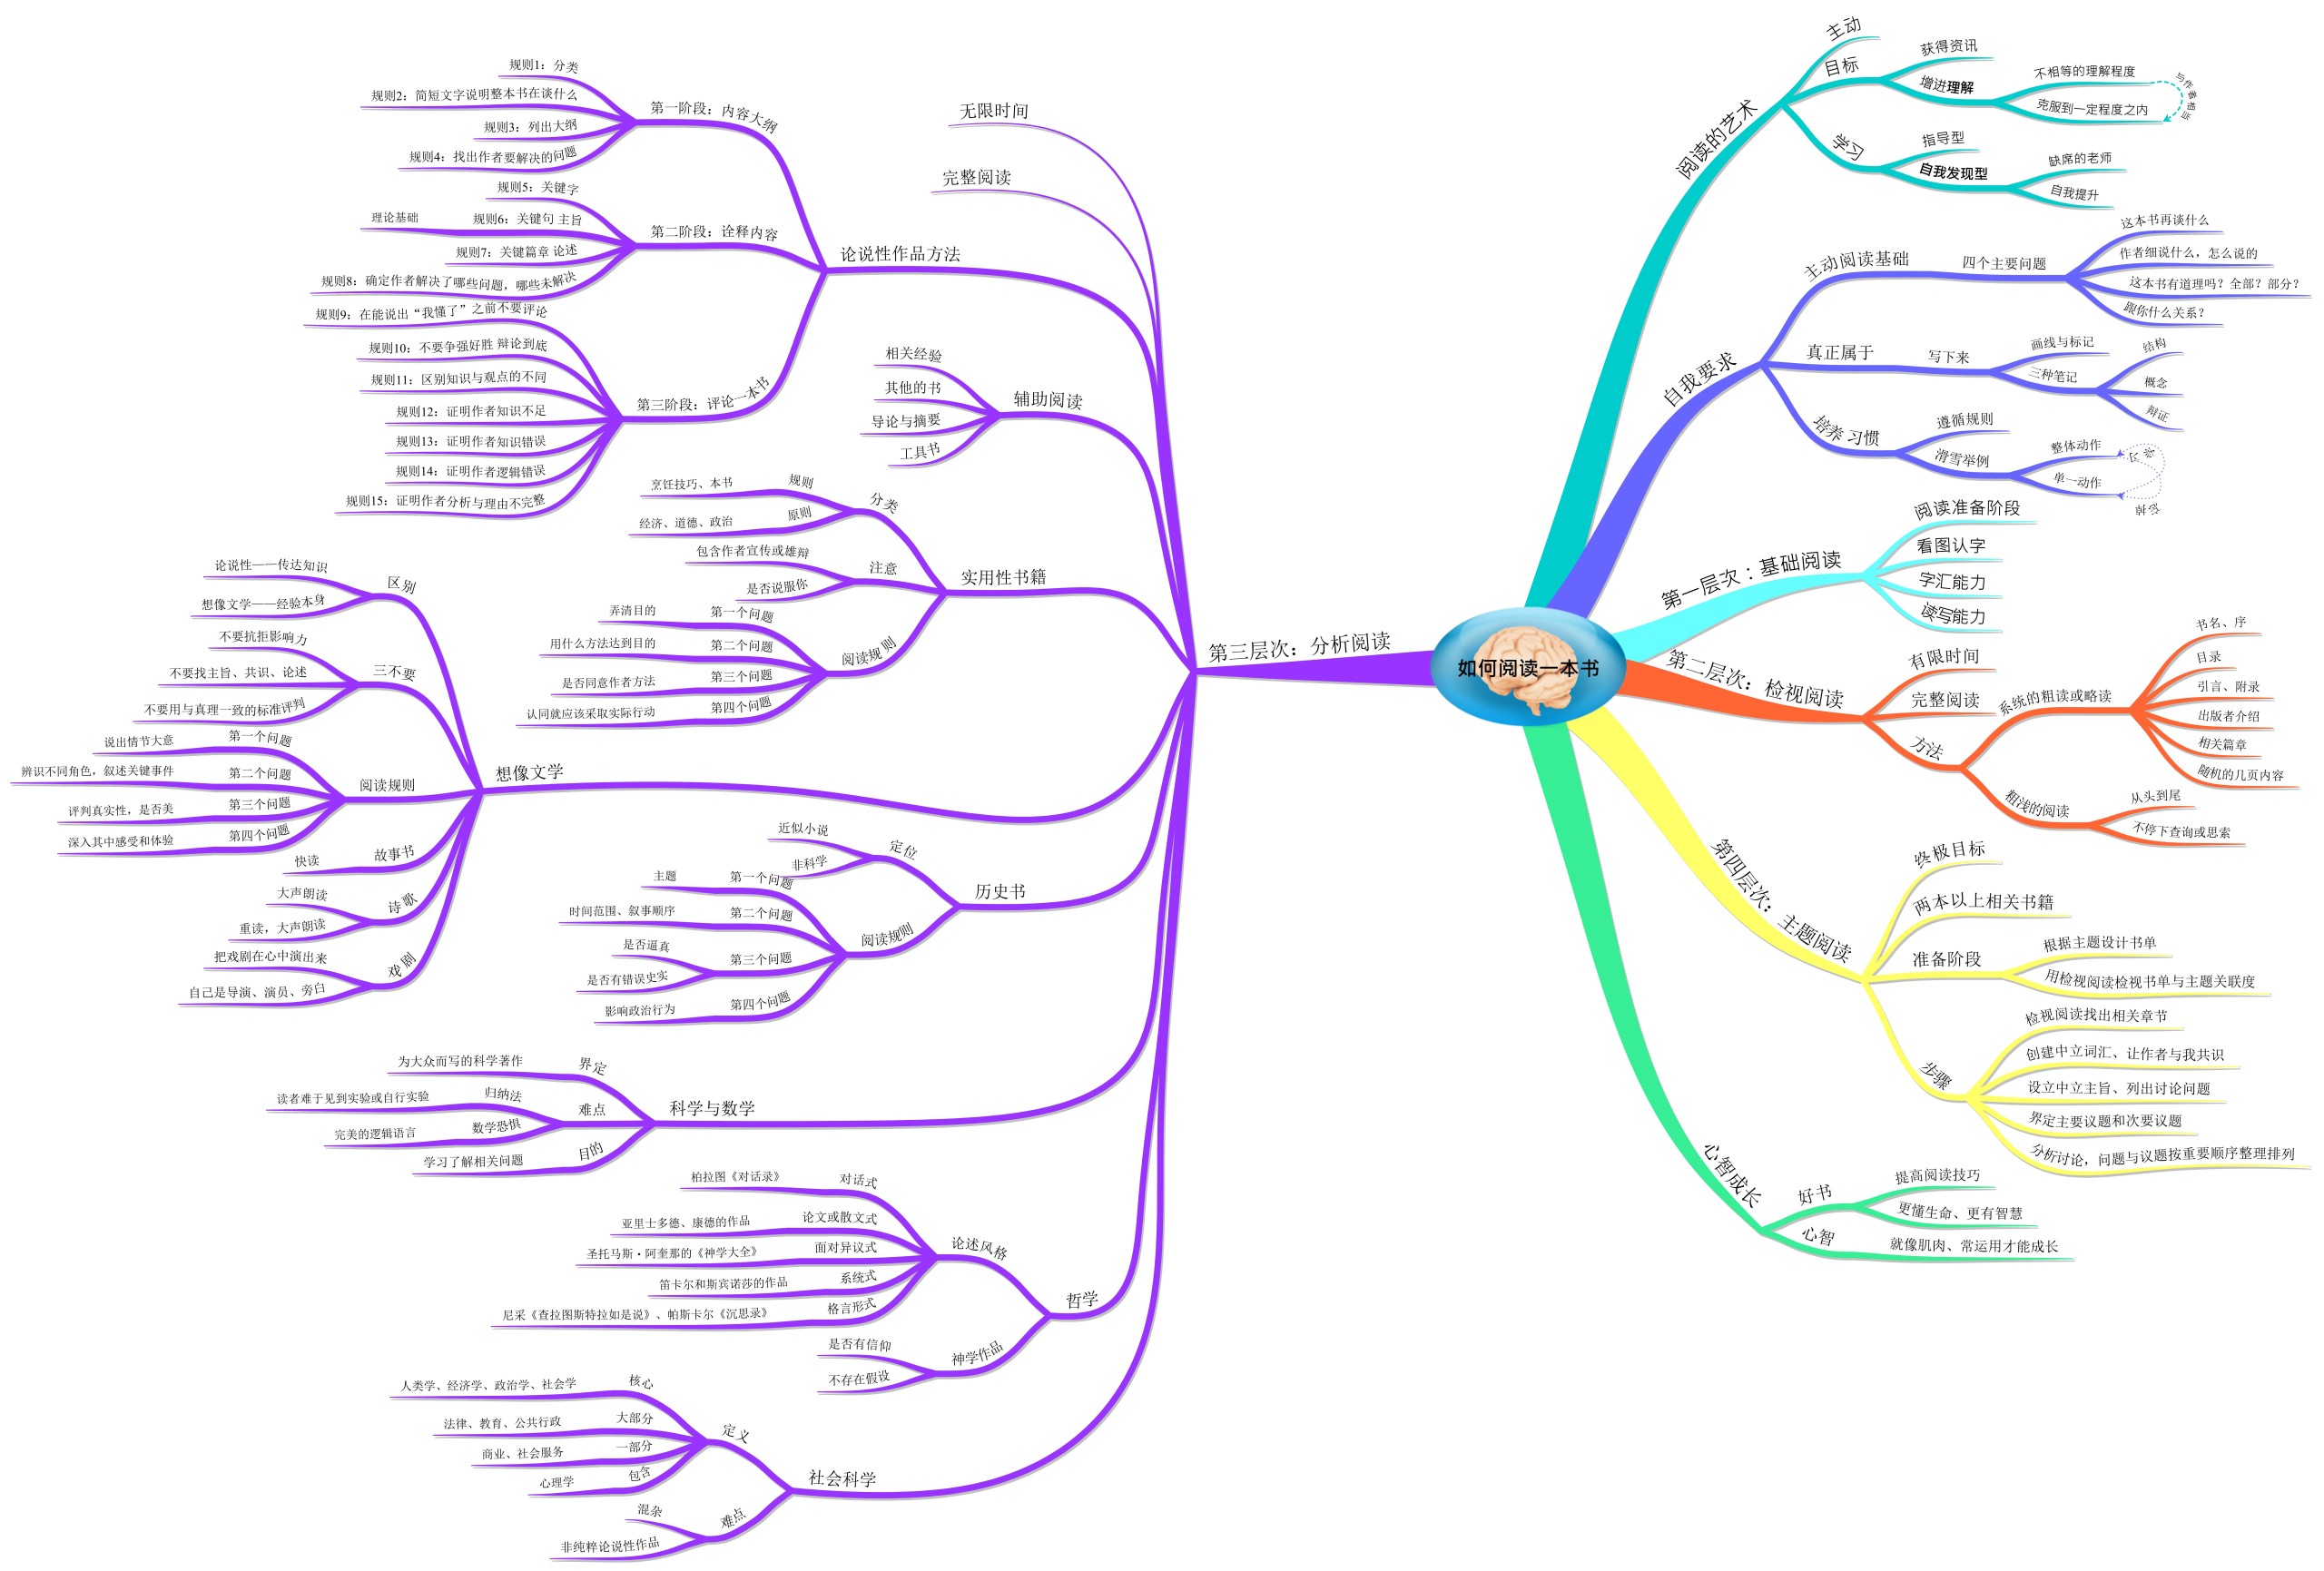 如何阅读一本书
阅读的艺术
主动
目标
获得资讯
增进理解
不相等的理解程度
克服到一定程度之内
与作者相当
学习
指导型
自我发现型
缺席的老师
自我提升
自我要求
主动阅读基础
四个主要问题
这本书再谈什么
作者细说什么，怎么说的
这本书有道理吗？全部？部分？
跟你什么关系？
真正属于
写下来
画线与标记
三种笔记
结构
概念
辩证
培养 习惯
遵循规则
滑雪举例
整体动作
单一动作
忘掉
第一层次：基础阅读
阅读准备阶段
看图认字
字汇能力
读写能力
第二层次：检视阅读
有限时间
完整阅读
方法
系统的粗读或略读
书名、序
目录
引言、附录
出版者介绍
相关篇章
随机的几页内容
粗浅的阅读
从头到尾
不停下查询或思索
第四层次：主题阅读
终极目标
两本以上相关书籍
准备阶段
根据主题设计书单
用检视阅读检视书单与主题关联度
步骤
检视阅读找出相关章节
创建中立词汇、让作者与我共识
设立中立主旨、列出讨论问题
界定主要议题和次要议题
分析讨论，问题与议题按重要顺序整理排列
心智成长
好书
提高阅读技巧
更懂生命、更有智慧
心智
就像肌肉、常运用才能成长
第三层次：分析阅读
无限时间
完整阅读
论说性作品方法
第一阶段：内容大纲
规则1：分类
规则2：简短文字说明整本书在谈什么
规则3：列出大纲
规则4：找出作者要解决的问题
第二阶段：诠释内容
规则5：关键字
规则6：关键句 主旨
理论基础
规则7：关键篇章 论述
规则8：确定作者解决了哪些问题，哪些未解决
第三阶段：评论一本书
规则9：在能说出“我懂了”之前不要评论
规则10：不要争强好胜 辩论到底
规则11：区别知识与观点的不同
规则12：证明作者知识不足
规则13：证明作者知识错误
规则14：证明作者逻辑错误
规则15：证明作者分析与理由不完整
辅助阅读
相关经验
其他的书
导论与摘要
工具书
实用性书籍
分类
规则
烹饪技巧、本书
原则
经济、道德、政治
注意
包含作者宣传或雄辩
是否说服你
阅读规则
第一个问题
弄清目的
第二个问题
用什么方法达到目的
第三个问题
是否同意作者方法
第四个问题
认同就应该采取实际行动
想像文学
区别
论说性——传达知识
想像文学——经验本身
三不要
不要抗拒影响力
不要找主旨、共识、论述
不要用与真理一致的标准评判
阅读规则
第一个问题
说出情节大意
第二个问题
辨识不同角色，叙述关键事件
第三个问题
评判真实性，是否美
第四个问题
深入其中感受和体验
故事书
快读
诗歌
大声朗读
重读，大声朗读
戏剧
把戏剧在心中演出来
自己是导演、演员、旁白
历史书
定位
近似小说
非科学
阅读规则
第一个问题
主题
第二个问题
时间范围、叙事顺序
第三个问题
是否逼真
是否有错误史实
第四个问题
影响政治行为
科学与数学
界定
为大众而写的科学著作
难点
归纳法
读者难于见到实验或自行实验
数学恐惧
完美的逻辑语言
目的
学习了解相关问题
哲学
论述风格
对话式
柏拉图《对话录》
论文或散文式
亚里士多德、康德的作品
面对异议式
圣托马斯·阿奎那的《神学大全》
系统式
笛卡尔和斯宾诺莎的作品
格言形式
尼采《查拉图斯特拉如是说》、帕斯卡尔《沉思录》
神学作品
是否有信仰
不存在假设
社会科学
定义
核心
人类学、经济学、政治学、社会学
大部分
法律、教育、公共行政
一部分
商业、社会服务
包含
心理学
难点
混杂
非纯粹论说性作品